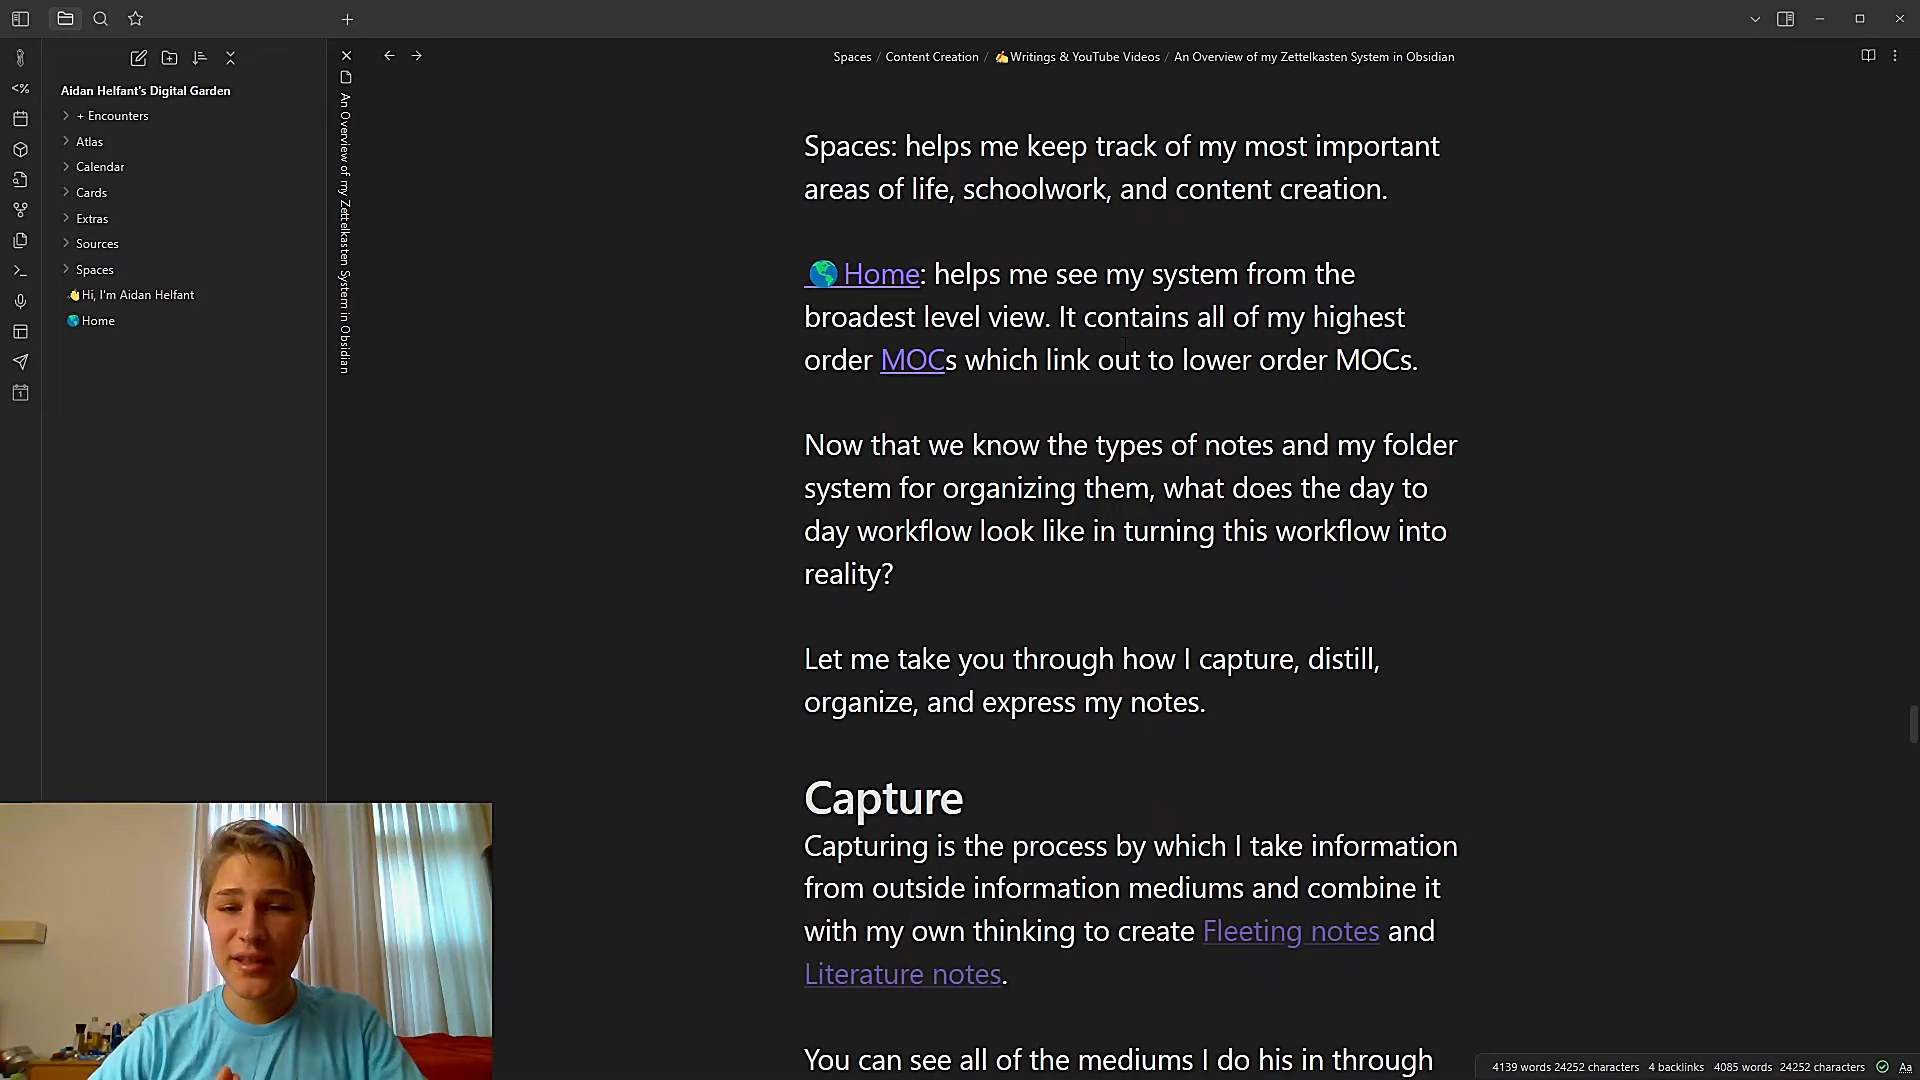 Spaces / Content Creation / ✍️Writings & YouTube Videos / An Overview of my Zettelkasten System in Obsidian
Aidan Helfant's Digital Garden
+ Encounters
Atlas
Calendar
Cards
Extras
Sources
Spaces
👋Hi, I'm Aidan Helfant
🌎Home
An Overview of my Zettelkasten System in Obsidian
Spaces: helps me keep track of my most important
areas of life, schoolwork, and content creation.
🌎 Home: helps me see my system from the
broadest level view. It contains all of my highest
order MOCs which link out to lower order MOCs.
Now that we know the types of notes and my folder
system for organizing them, what does the day to
day workflow look like in turning this workflow into
reality?
Let me take you through how I capture, distill,
organize, and express my notes.
Capture
Capturing is the process by which I take information
from outside information mediums and combine it
with my own thinking to create Fleeting notes and
Literature notes.
You can see all of the mediums I do his in through
4139 words 24252 characters 4 backlinks 4085 words 24252 characters Aa